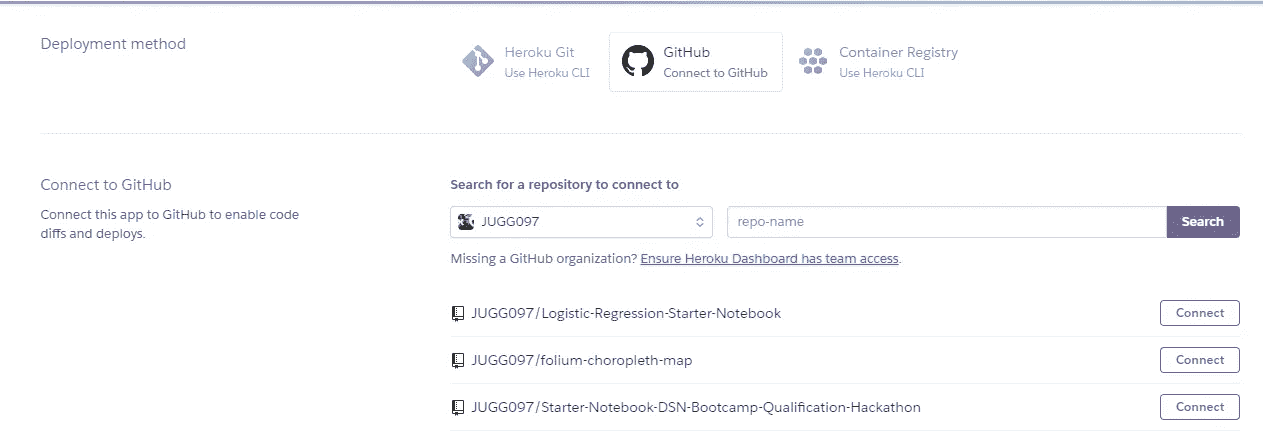 Deployment method
Heroku Git
Use Heroku CLI
GitHub
Connect to GitHub
Container Registry
Use Heroku CLI
Connect to GitHub
Connect this app to GitHub to enable code
diffs and deploys.
Search for a repository to connect to
JUGG097
repo-name
Search
Missing a GitHub organization? Ensure Heroku Dashboard has team access.
JUGG097/Logistic-Regression-Starter-Notebook
Connect
JUGG097/folium-choropleth-map
Connect
JUGG097/Starter-Notebook-DSN-Bootcamp-Qualification-Hackathon
Connect